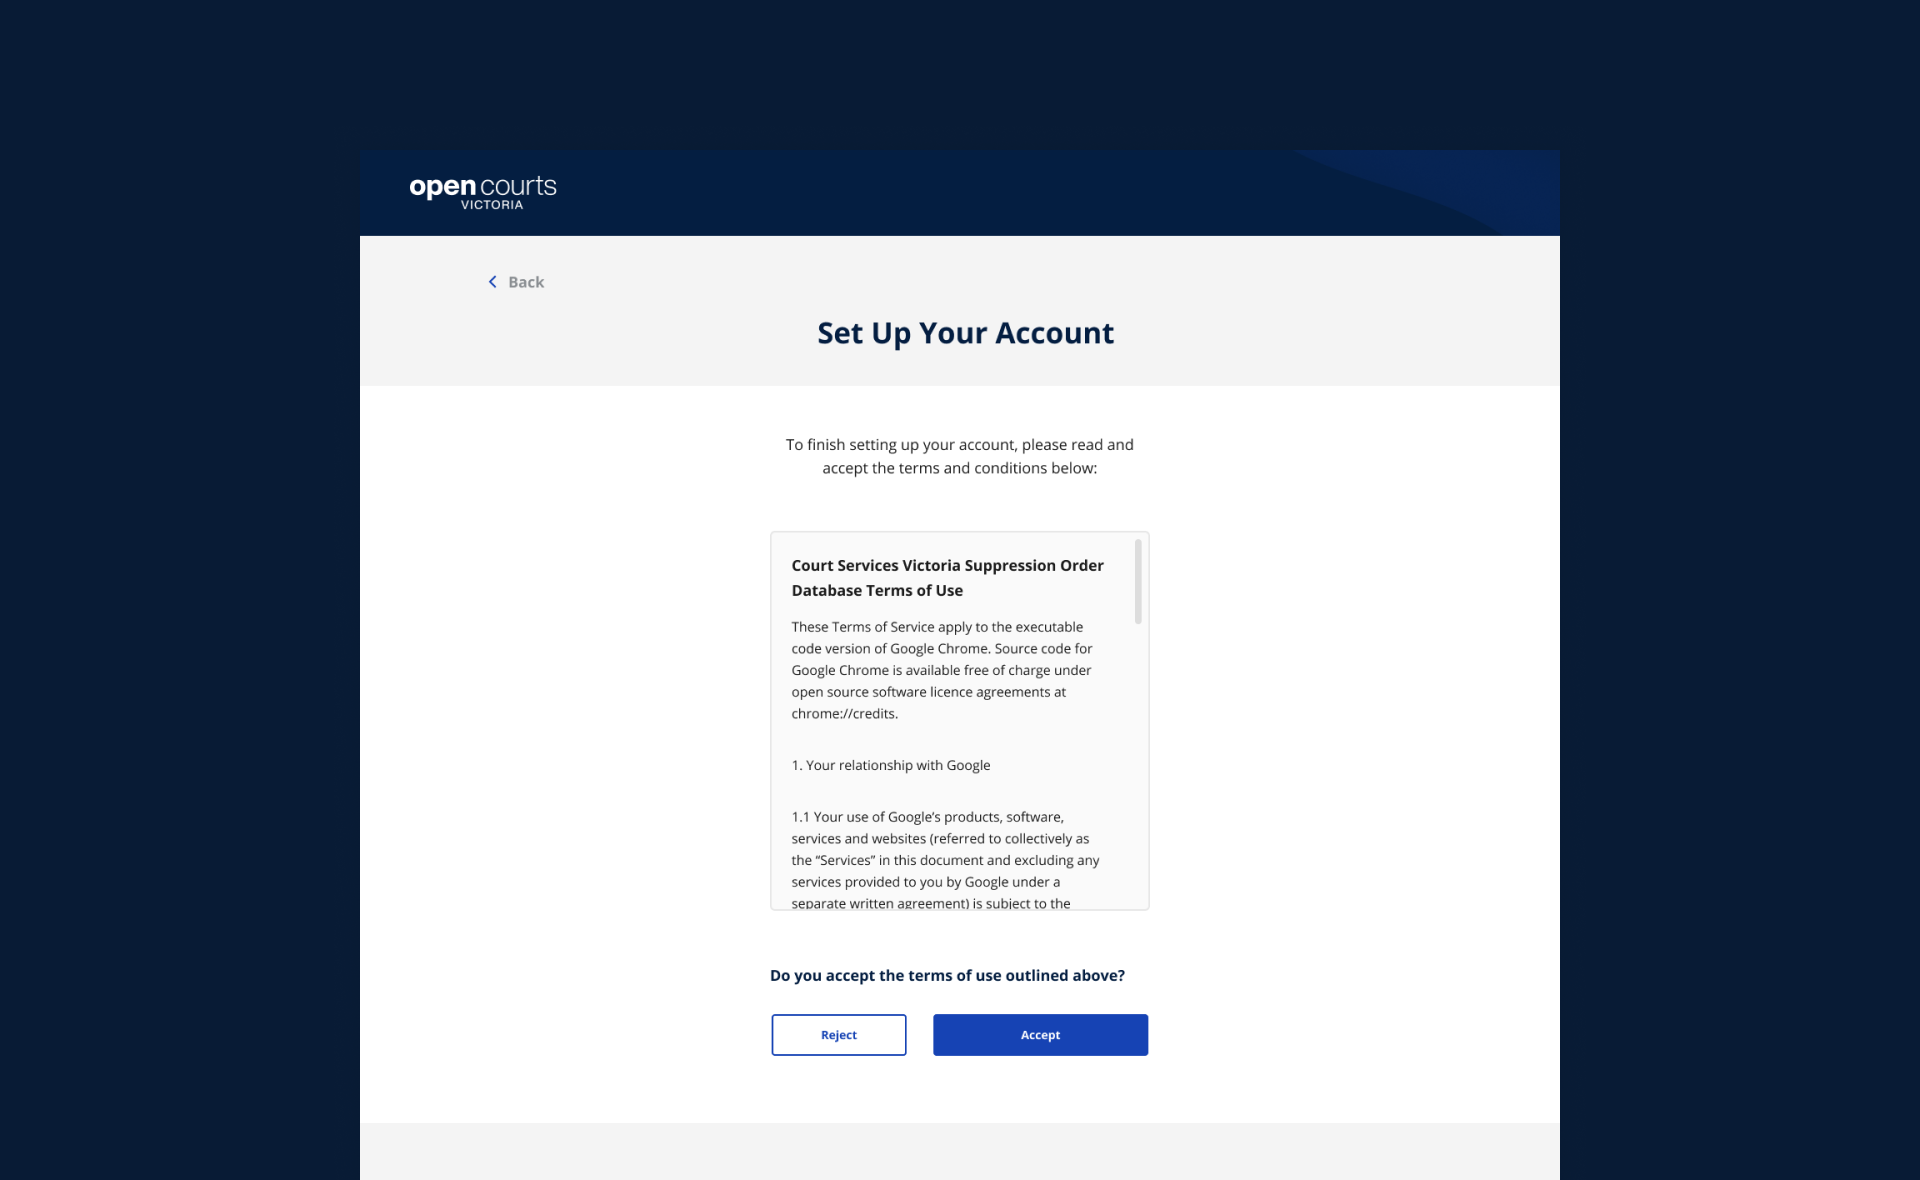 open courts
VICTORIA
Back
Set Up Your Account
To finish setting up your account, please read and
accept the terms and conditions below:
Court Services Victoria Suppression Order
Database Terms of Use
These Terms of Service apply to the executable
code version of Google Chrome. Source code for
Google Chrome is available free of charge under
open source software licence agreements at
chrome://credits.
1. Your relationship with Google
1.1 Your use of Google’s products, software,
services and websites (referred to collectively as
the “Services” in this document and excluding any
services provided to you by Google under a
separate written agreement) is subject to the
Do you accept the terms of use outlined above?
Reject
Accept